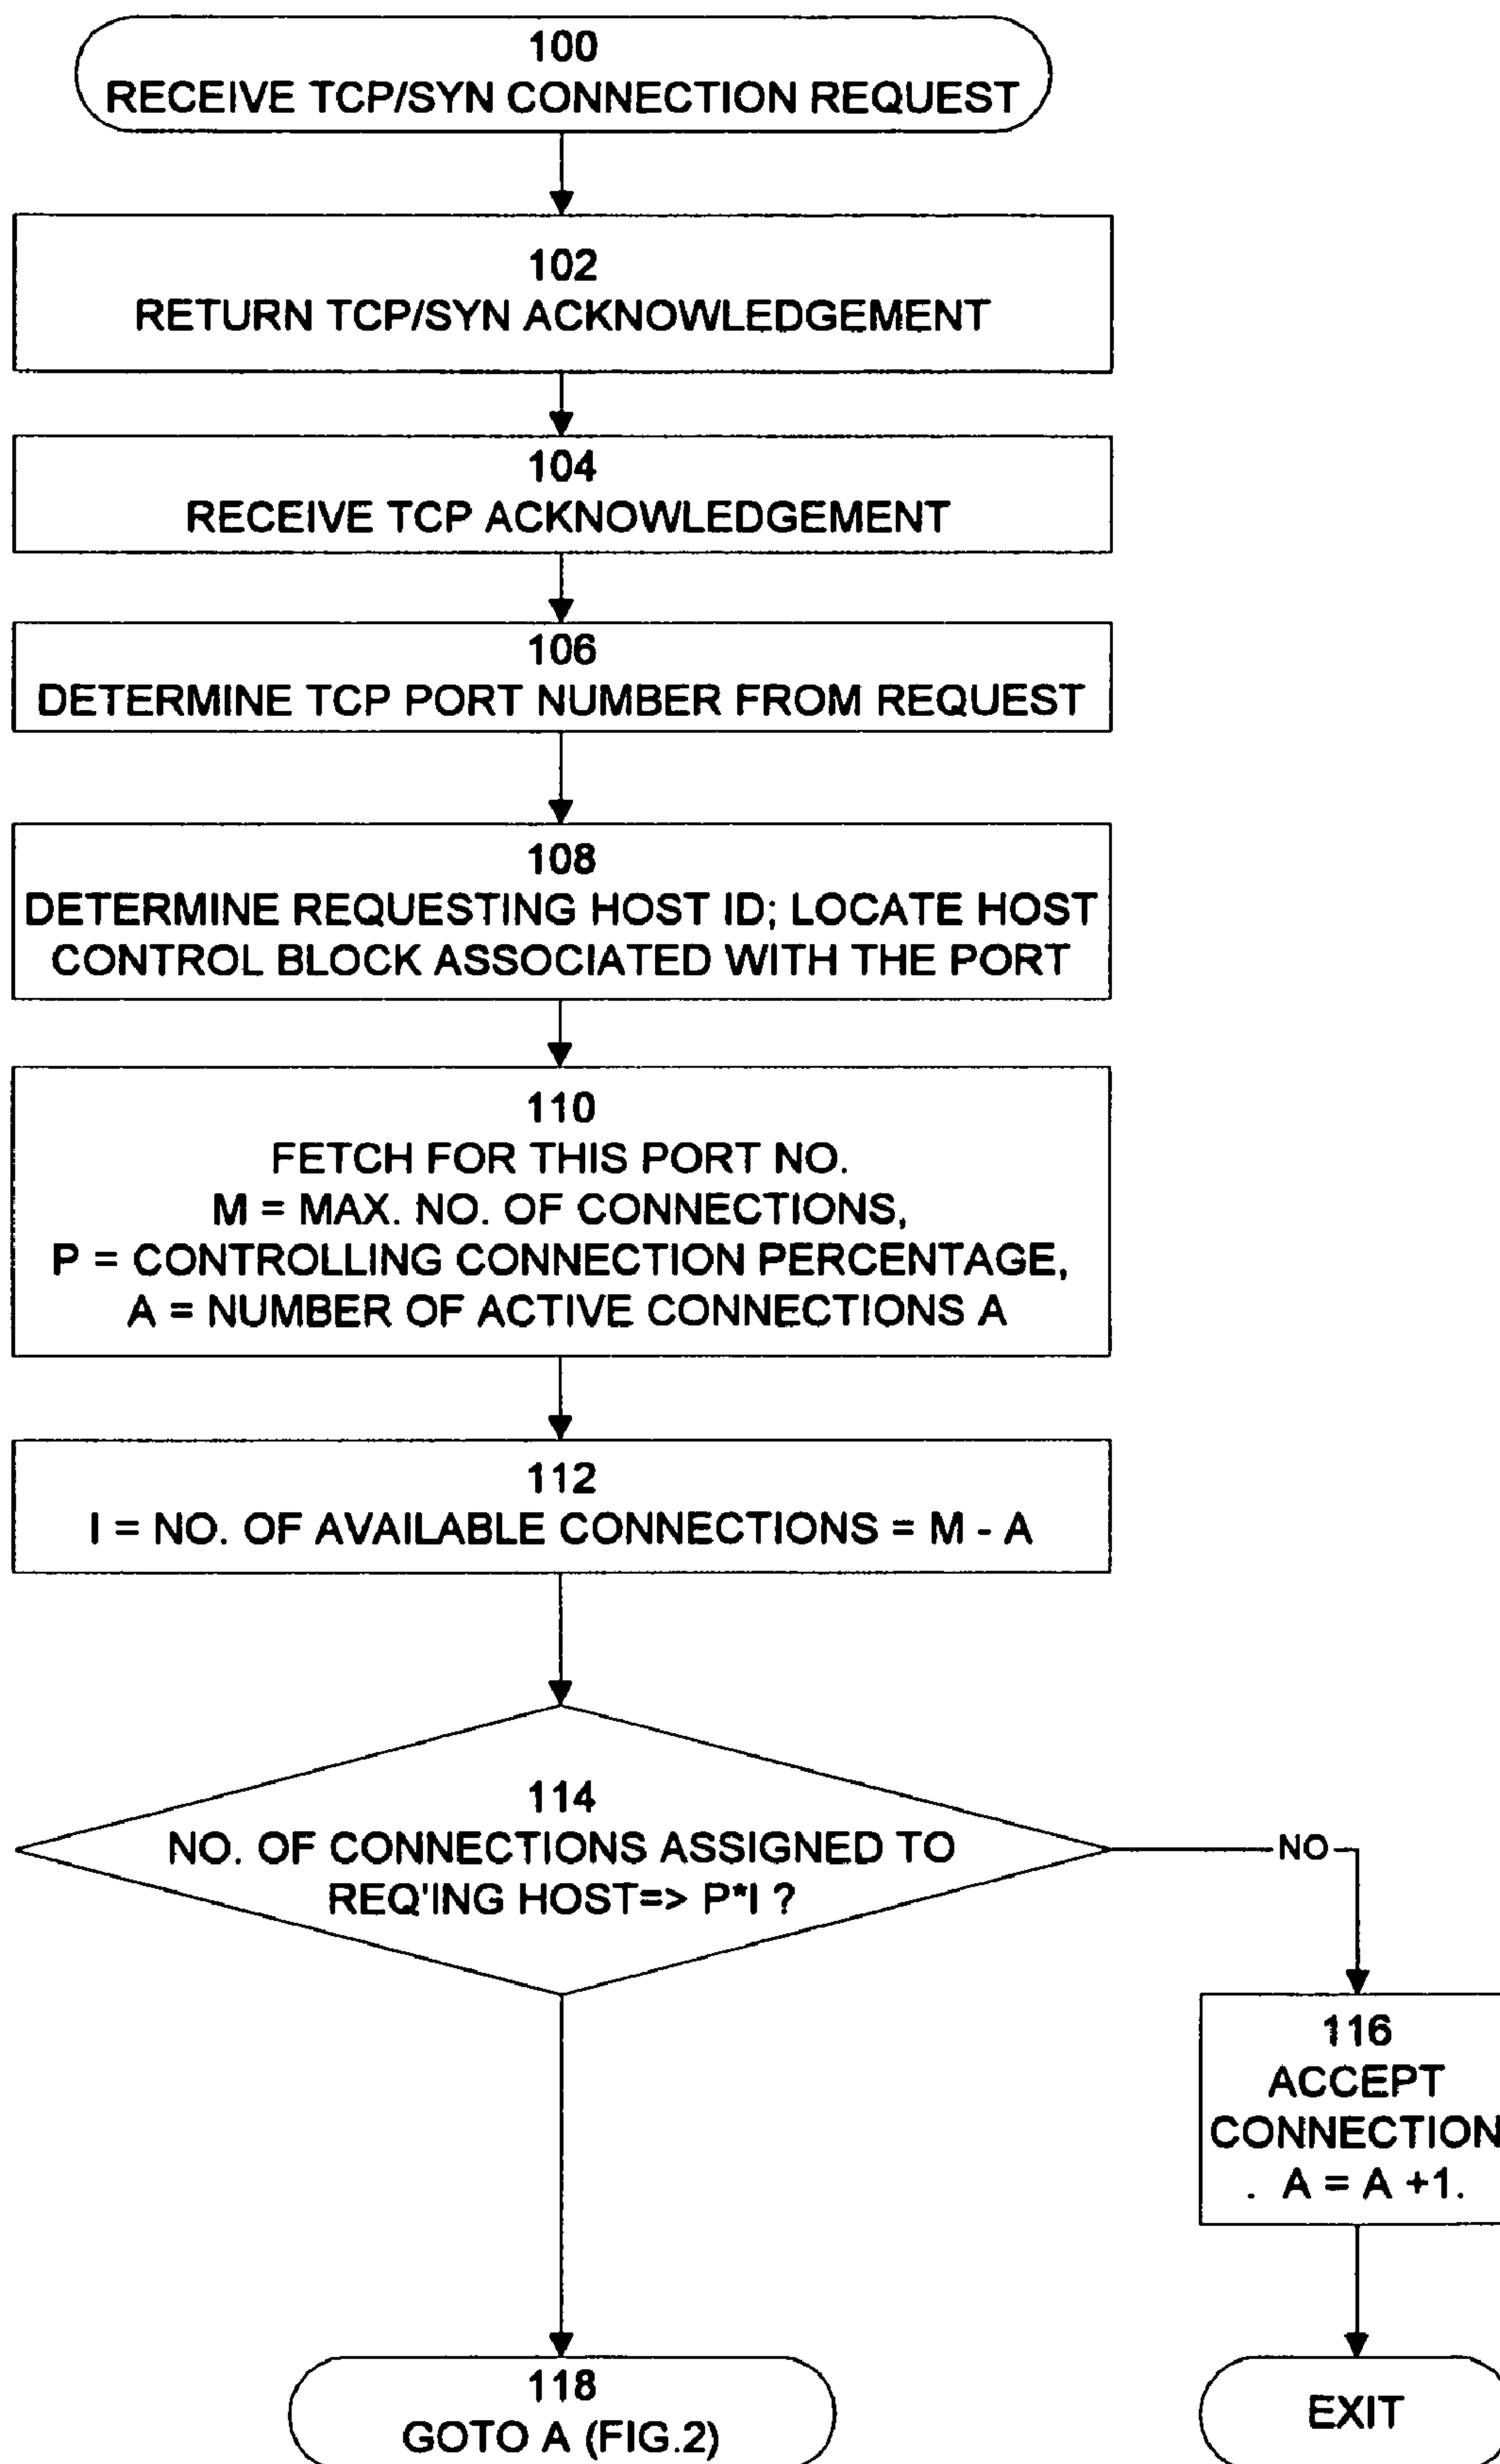 100
RECEIVE TCP/SYN CONNECTION REQUEST
102
RETURN TCP/SYN ACKNOWLEDGEMENT
104
RECEIVE TCP ACKNOWLEDGEMENT
106
DETERMINE TCP PORT NUMBER FROM REQUEST
108
DETERMINE REQUESTING HOST ID; LOCATE HOST
CONTROL BLOCK ASSOCIATED WITH THE PORT
110
FETCH FOR THIS PORT NO.
M = MAX. NO. OF CONNECTIONS,
P = CONTROLLING CONNECTION PERCENTAGE,
A = NUMBER OF ACTIVE CONNECTIONS A
112
I = NO. OF AVAILABLE CONNECTIONS = M - A
114
NO. OF CONNECTIONS ASSIGNED TO
REQ'ING HOST=> P*I ?
NO
116
ACCEPT
CONNECTION
. A = A +1.
118
GOTO A (FIG.2)
EXIT